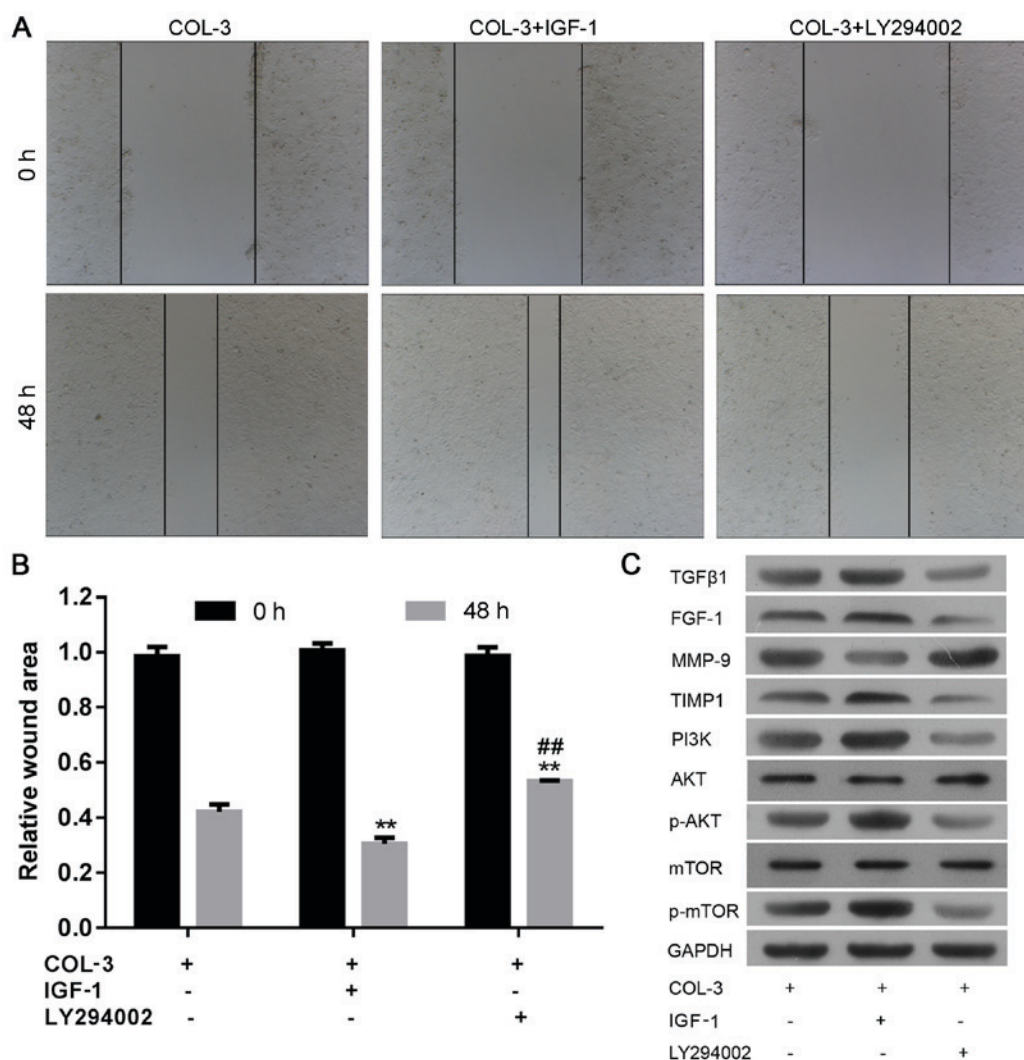 A
COL-3 COL-3+IGF-1 COL-3+LY294002
0 h
48 h
B
1.2
1.0
0.8
0.6
0.4
0.2
0.0
Relative wound area
0 h 48 h
**
##
**
COL-3 + + +
IGF-1 - + -
LY294002 - - +
C
TGFβ1
FGF-1
MMP-9
TIMP1
PI3K
AKT
p-AKT
mTOR
p-mTOR
GAPDH
COL-3 + + +
IGF-1 - + -
LY294002 - - +